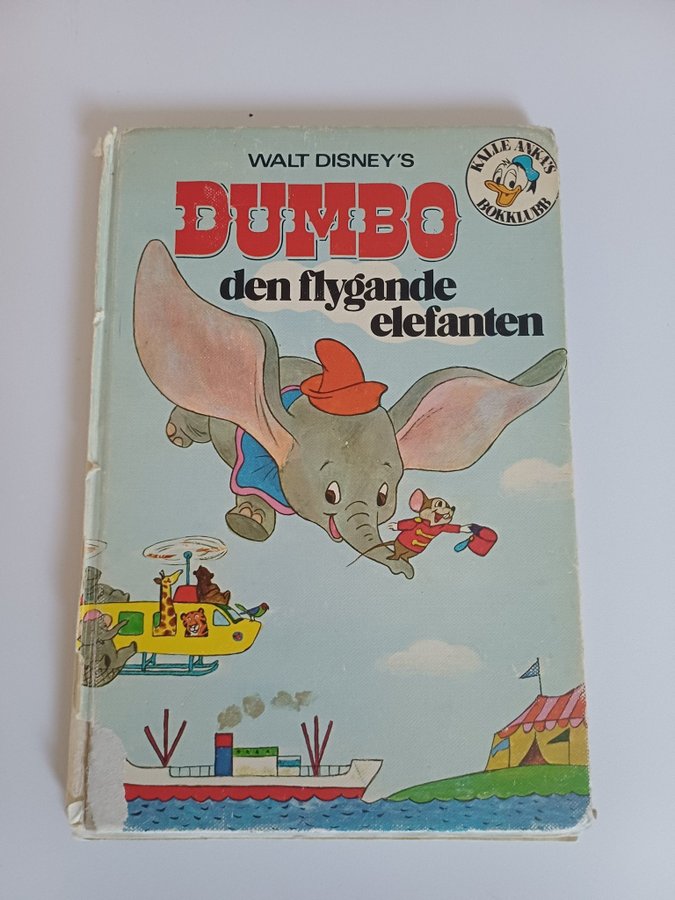 WALT DISNEY'S
KALLE ANKA'S
BOKKLUBB
DUMBO
den flygande
elefanten